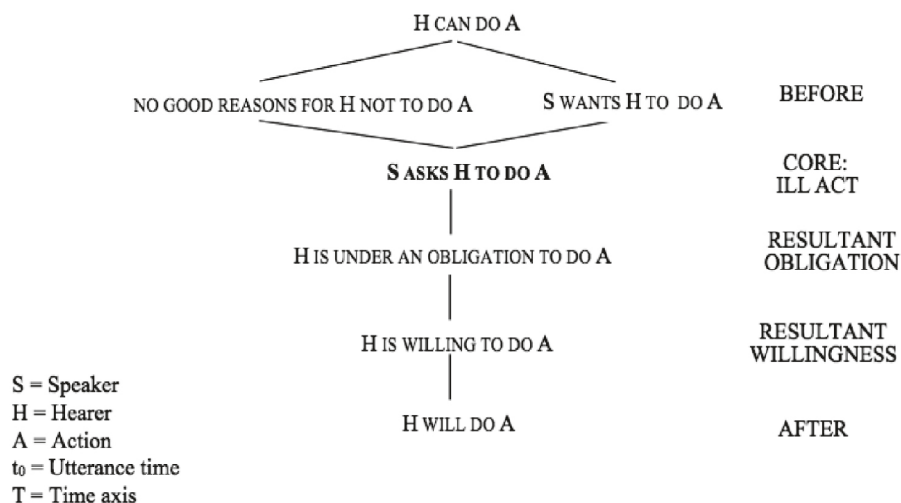 H CAN DO A
NO GOOD REASONS FOR H NOT TO DO A
S WANTS H TO DO A
BEFORE
S ASKS H TO DO A
CORE:
ILL ACT
H IS UNDER AN OBLIGATION TO DO A
RESULTANT
OBLIGATION
H IS WILLING TO DO A
RESULTANT
WILLINGNESS
H WILL DO A
AFTER
S = Speaker
H = Hearer
A = Action
t₀ = Utterance time
T = Time axis